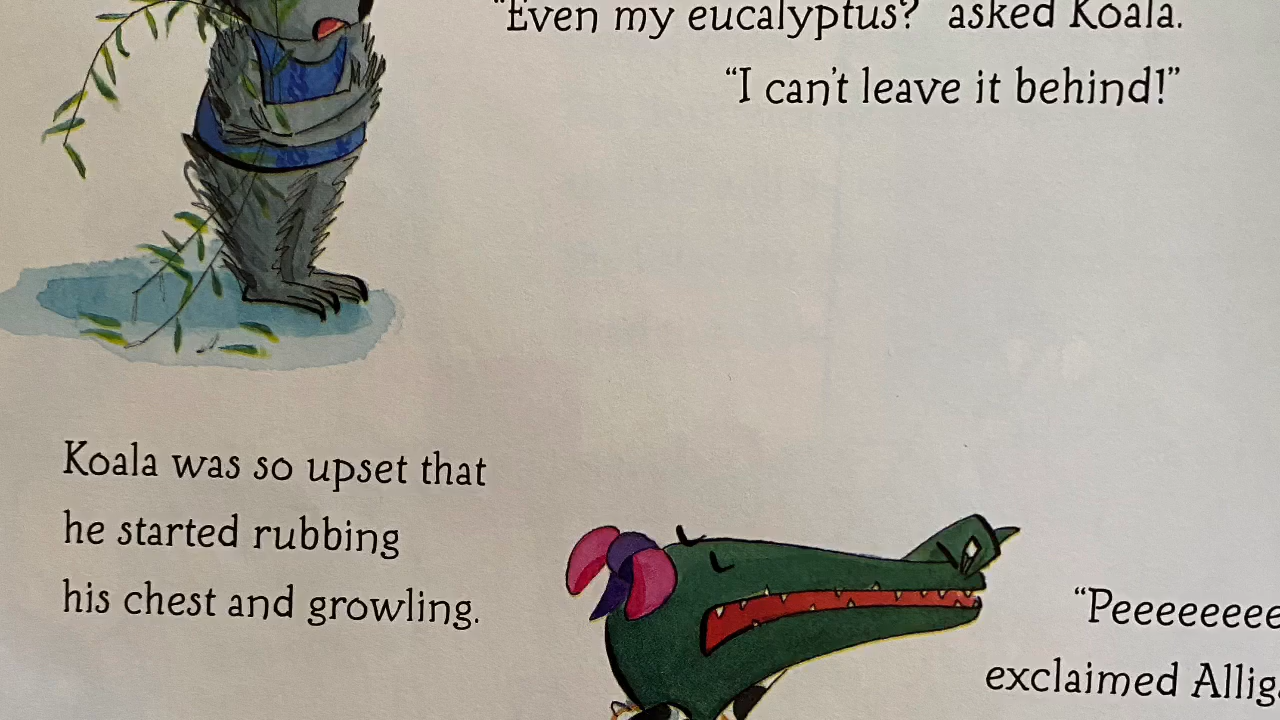 "Even my eucalyptus?" asked Koala.
"I can't leave it behind!"
Koala was so upset that
he started rubbing
his chest and growling.
"Peeeeeeee
exclaimed